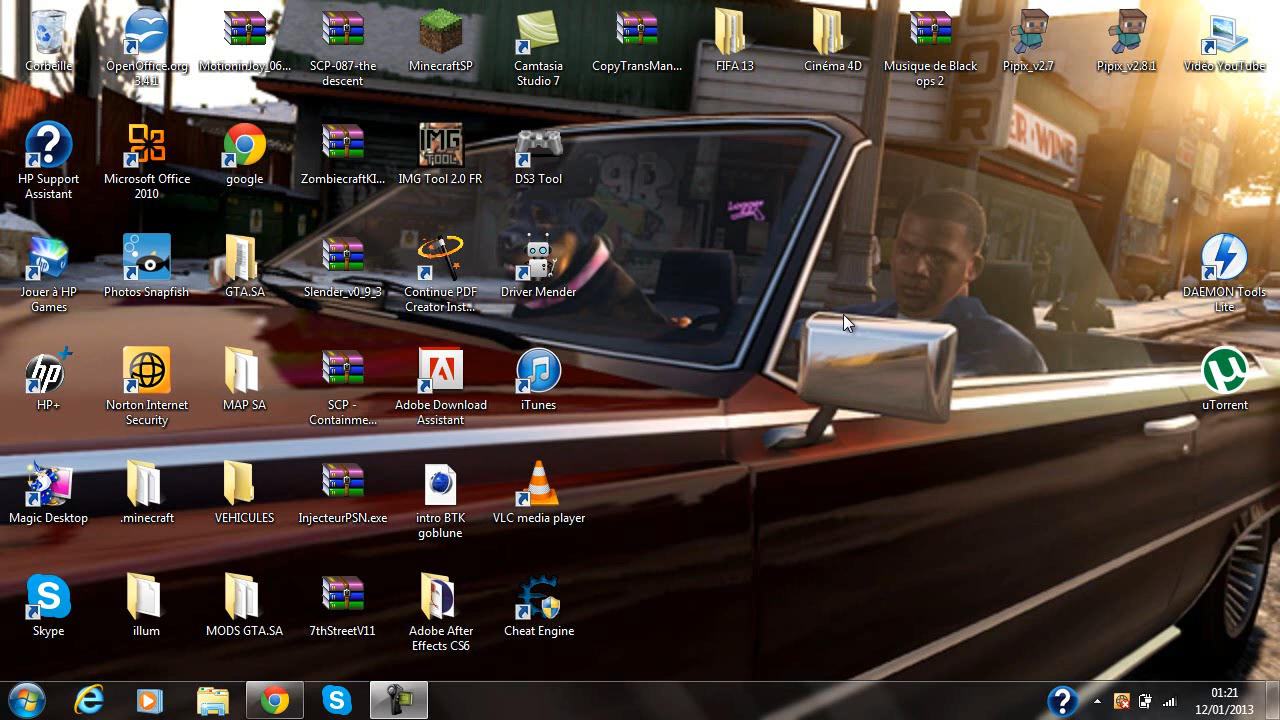 Corbeille
OpenOffice.org
3.4.1
MotioninJoy_06...
SCP-087-the
descent
MinecraftSP
Camtasia
Studio 7
CopyTransMan...
FIFA 13
Cinéma 4D
Musique de Black
ops 2
Pipix_v2.7
Pipix_v2.8.1
Vidéo YouTube
HP Support
Assistant
Microsoft Office
2010
google
ZombiecraftKI...
IMG
TOOL
IMG Tool 2.0 FR
DS3 Tool
ER-WINE
Jouer à HP
Games
Photos Snapfish
GTA.SA
Slender_v0_9_3
Continue PDF
Creator Inst...
Driver Mender
DAEMON Tools
Lite
hp
HP+
Norton Internet
Security
MAP SA
SCP -
Containme...
Adobe Download
Assistant
iTunes
uTorrent
Magic Desktop
.minecraft
VEHICULES
InjecteurPSN.exe
intro BTK
goblune
VLC media player
Skype
illum
MODS GTA.SA
7thStreetV11
Adobe After
Effects CS6
Cheat Engine
01:21
12/01/2013